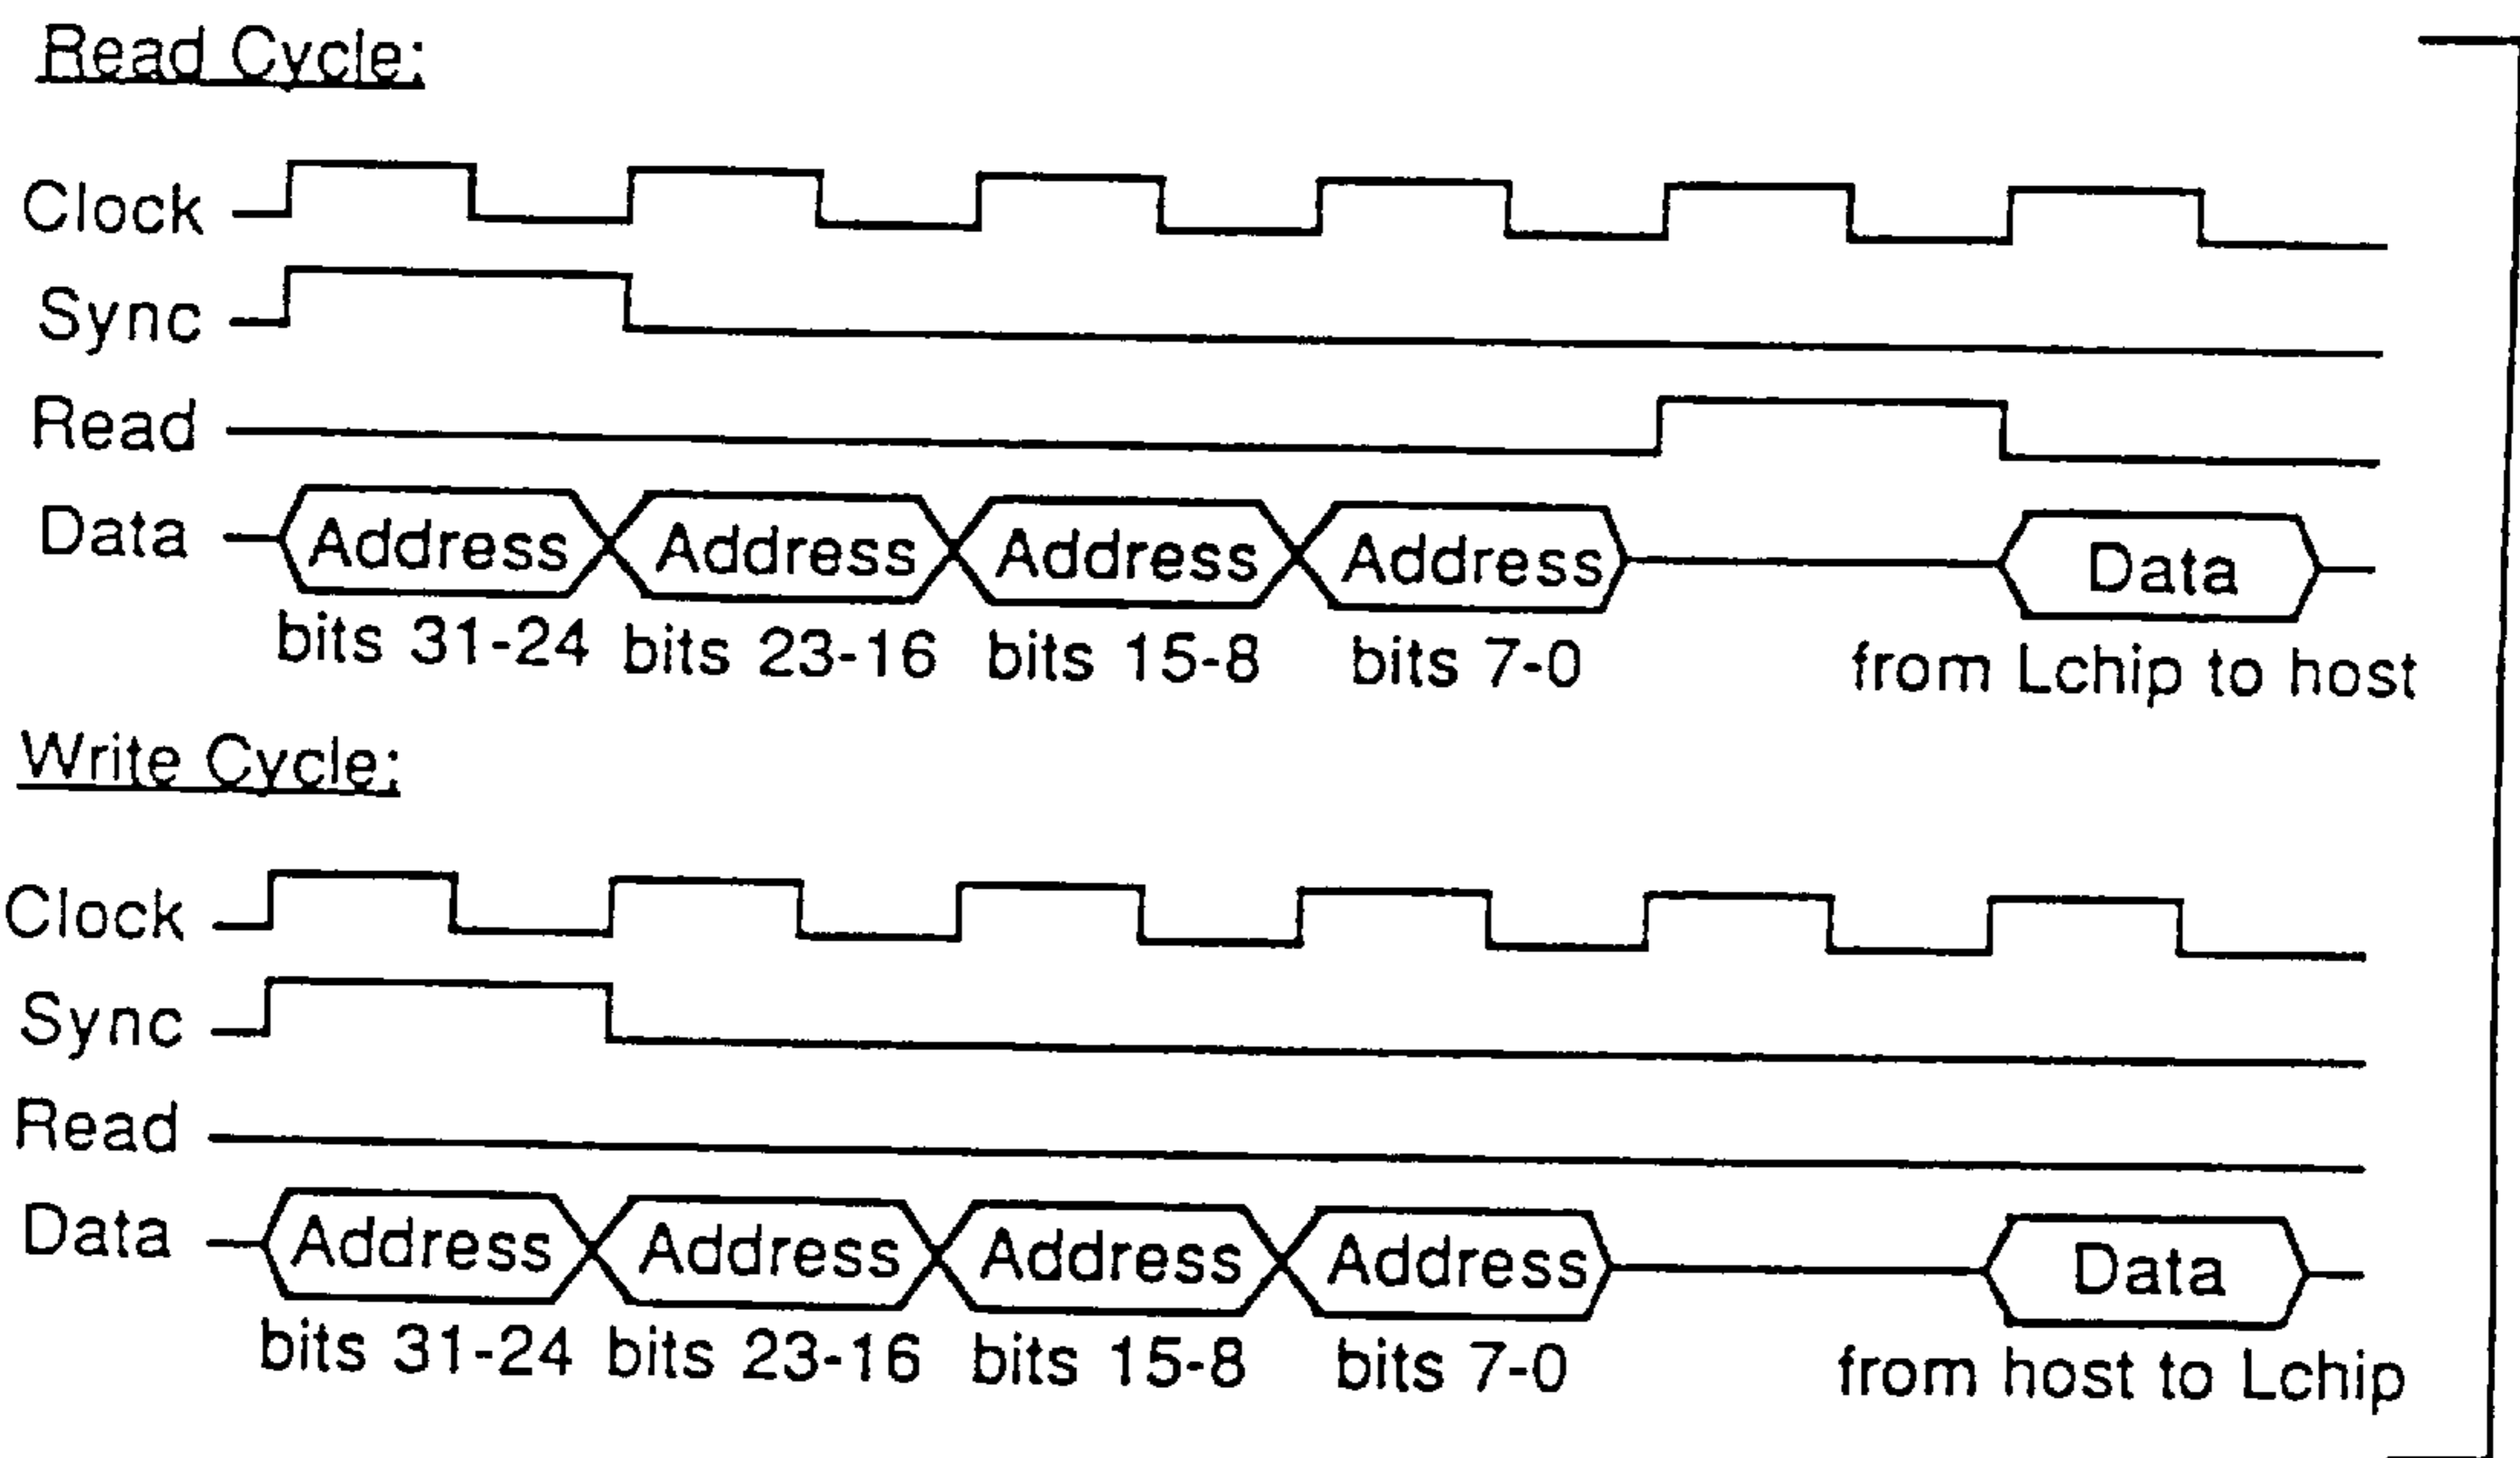 Read Cycle:
Clock
Sync
Read
Data Address Address Address Address Data
bits 31-24 bits 23-16 bits 15-8 bits 7-0 from Lchip to host
Write Cycle:
Clock
Sync
Read
Data Address Address Address Address Data
bits 31-24 bits 23-16 bits 15-8 bits 7-0 from host to Lchip